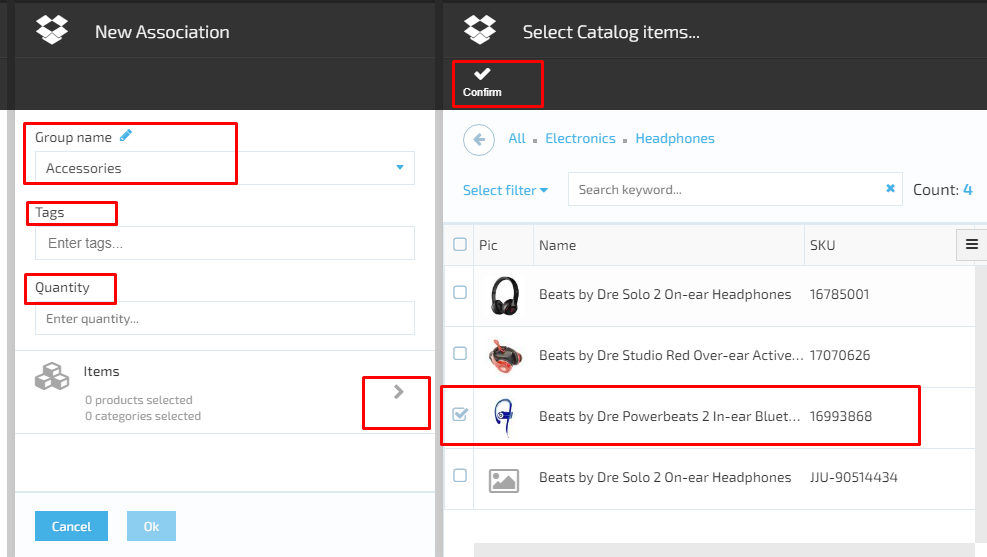 New Association
Group name
Accessories
Tags
Enter tags...
Quantity
Enter quantity...
Items
0 products selected
0 categories selected
Cancel
Ok
Select Catalog items...
Confirm
All Electronics Headphones
Select filter
Search keyword...
Count: 4
Pic Name SKU
Beats by Dre Solo 2 On-ear Headphones 16785001
Beats by Dre Studio Red Over-ear Active... 17070626
Beats by Dre Powerbeats 2 In-ear Bluet... 16993868
Beats by Dre Solo 2 On-ear Headphones JJU-90514434